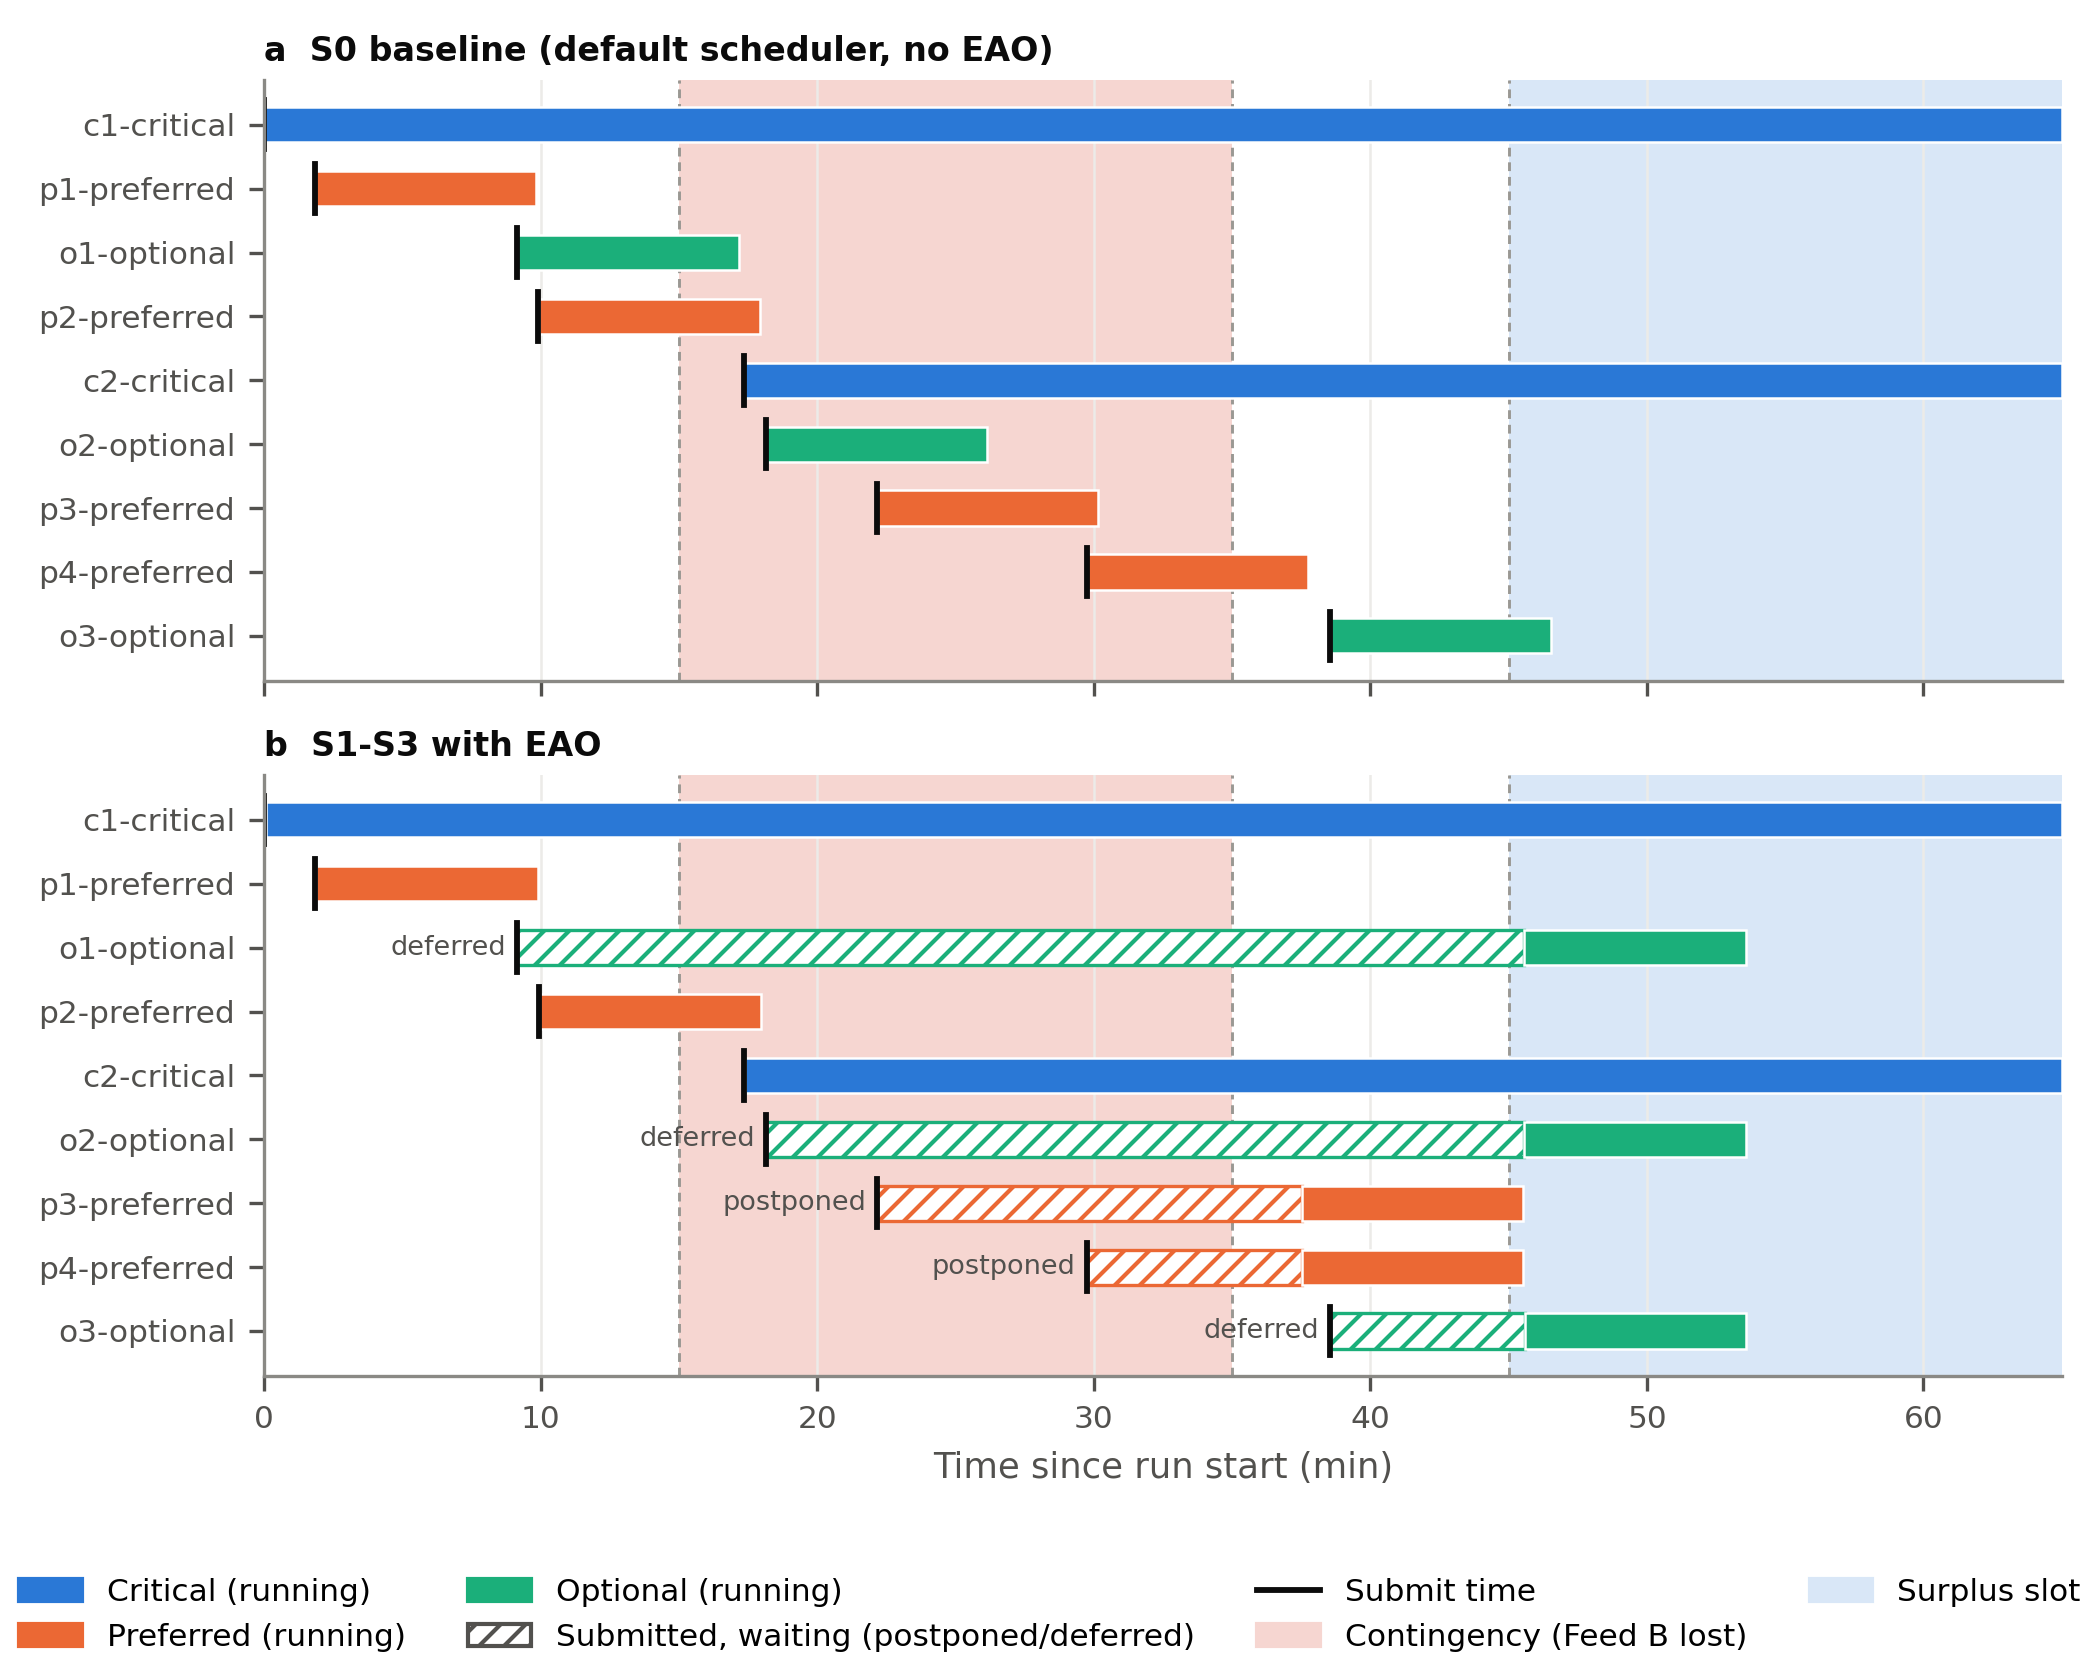 a  S0 baseline (default scheduler, no EAO)
c1-critical
p1-preferred
o1-optional
p2-preferred
c2-critical
o2-optional
p3-preferred
p4-preferred
o3-optional
b  S1-S3 with EAO
c1-critical
p1-preferred
o1-optional
deferred
p2-preferred
c2-critical
o2-optional
deferred
p3-preferred
postponed
p4-preferred
postponed
o3-optional
deferred
0 10 20 30 40 50 60
Time since run start (min)
Critical (running)
Preferred (running)
Optional (running)
Submitted, waiting (postponed/deferred)
Submit time
Contingency (Feed B lost)
Surplus slot